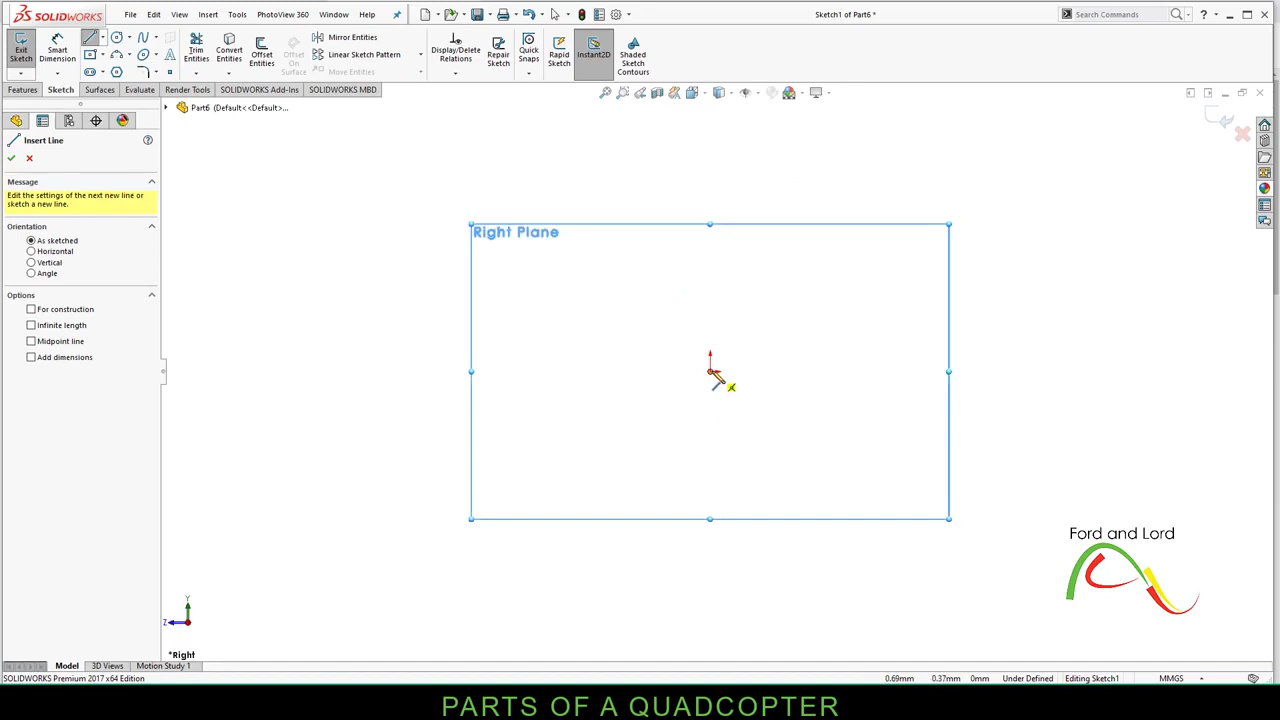 SOLIDWORKS File Edit View Insert Tools PhotoView 360 Window Help Sketch1 of Part6 * Search Commands ?
Exit Sketch
Smart Dimension
Trim Entities
Convert Entities
Offset Entities
Offset On Surface
Mirror Entities
Linear Sketch Pattern
Move Entities
Display/Delete Relations
Repair Sketch
Quick Snaps
Rapid Sketch
Instant2D
Shaded Sketch Contours
Features Sketch Surfaces Evaluate Render Tools SOLIDWORKS Add-Ins SOLIDWORKS MBD
Part6 (Default<<Default>...
Insert Line
Message
Edit the settings of the next new line or
sketch a new line.
Orientation
As sketched
Horizontal
Vertical
Angle
Options
For construction
Infinite length
Midpoint line
Add dimensions
Right Plane
Ford and Lord
Y
Z
*Right
Model 3D Views Motion Study 1
SOLIDWORKS Premium 2017 x64 Edition 0.69mm 0.37mm 0mm Under Defined Editing Sketch1 MMGS
PARTS OF A QUADCOPTER